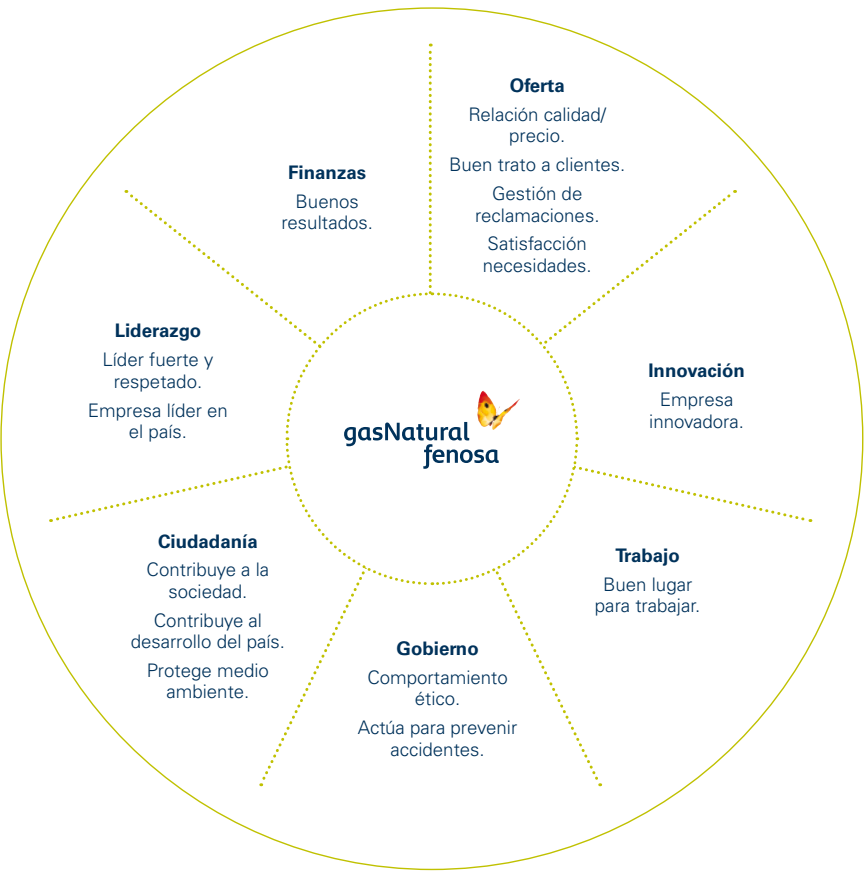 Oferta
Relación calidad/
precio.
Buen trato a clientes.
Gestión de
reclamaciones.
Satisfacción
necesidades.
Innovación
Empresa
innovadora.
Trabajo
Buen lugar
para trabajar.
Gobierno
Comportamiento
ético.
Actúa para prevenir
accidentes.
Ciudadanía
Contribuye a la
sociedad.
Contribuye al
desarrollo del país.
Protege medio
ambiente.
Liderazgo
Líder fuerte y
respetado.
Empresa líder en
el país.
Finanzas
Buenos
resultados.
gasNatural
fenosa